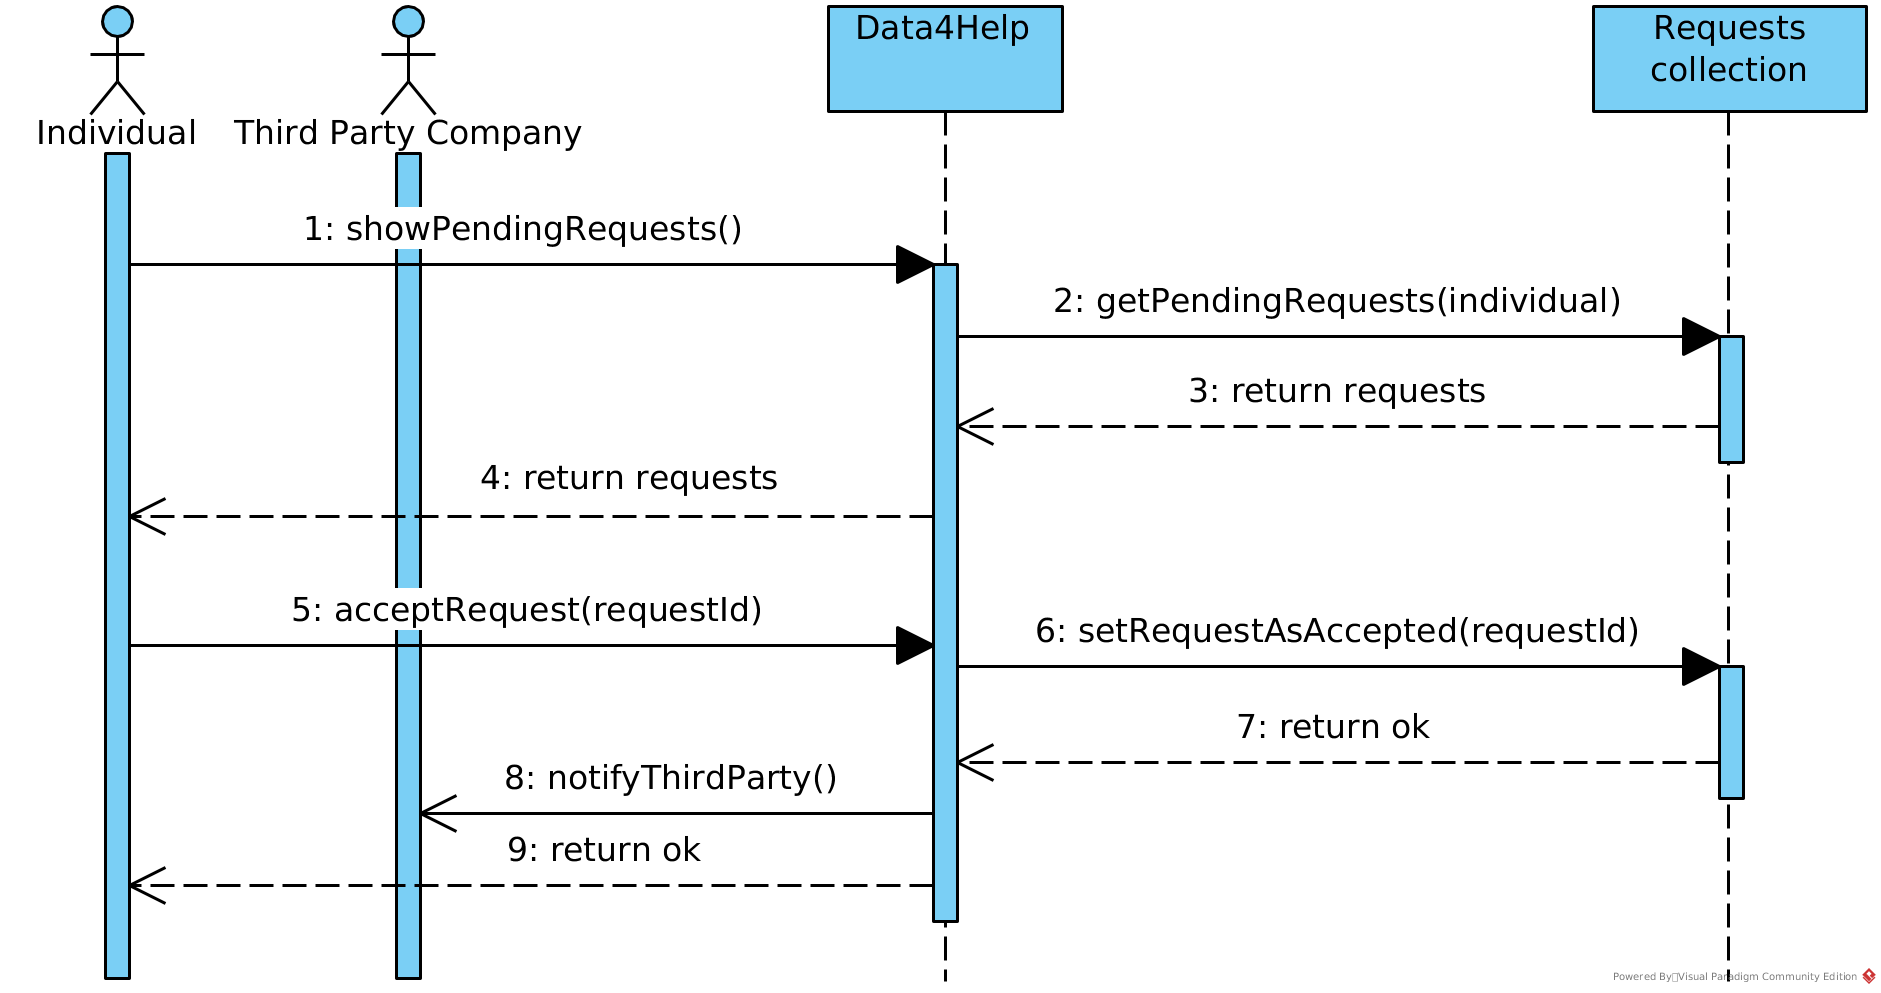 Individual
Third Party Company
Data4Help
Requests
collection
1: showPendingRequests()
2: getPendingRequests(individual)
3: return requests
4: return requests
5: acceptRequest(requestId)
6: setRequestAsAccepted(requestId)
7: return ok
8: notifyThirdParty()
9: return ok
Powered By Visual Paradigm Community Edition